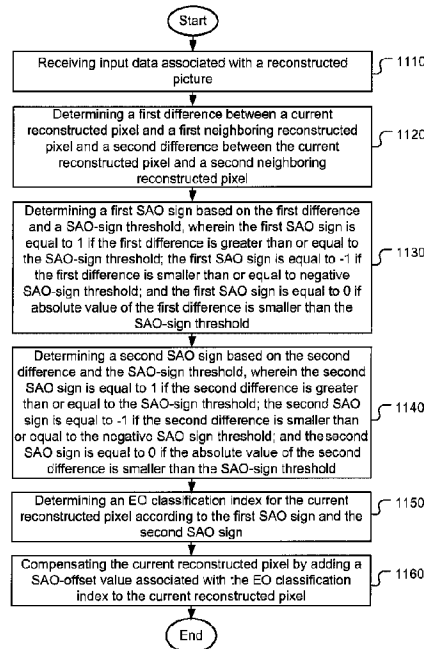 Start
Receiving input data associated with a reconstructed
picture
1110
Determining a first difference between a current
reconstructed pixel and a first neighboring reconstructed
pixel and a second difference between the current
reconstructed pixel and a second neighboring
reconstructed pixel
1120
Determining a first SAO sign based on the first difference
and a SAO-sign threshold, wherein the first SAO sign is
equal to 1 if the first difference is greater than or equal to
the SAO-sign threshold; the first SAO sign is equal to -1 if
the first difference is smaller than or equal to negative
SAO-sign threshold; and the first SAO sign is equal to 0 if
absolute value of the first difference is smaller than the
SAO-sign threshold
1130
Determining a second SAO sign based on the second
difference and the SAO-sign threshold, wherein the second
SAO sign is equal to 1 if the second difference is greater
than or equal to the SAO-sign threshold; the second SAO
sign is equal to -1 if the second difference is smaller than
or equal to the negative SAO sign threshold; and the second
SAO sign is equal to 0 if the absolute value of the second
difference is smaller than the SAO-sign threshold
1140
Determining an EO classification index for the current
reconstructed pixel according to the first SAO sign and the
second SAO sign
1150
Compensating the current reconstructed pixel by adding a
SAO-offset value associated with the EO classification
index to the current reconstructed pixel
1160
End